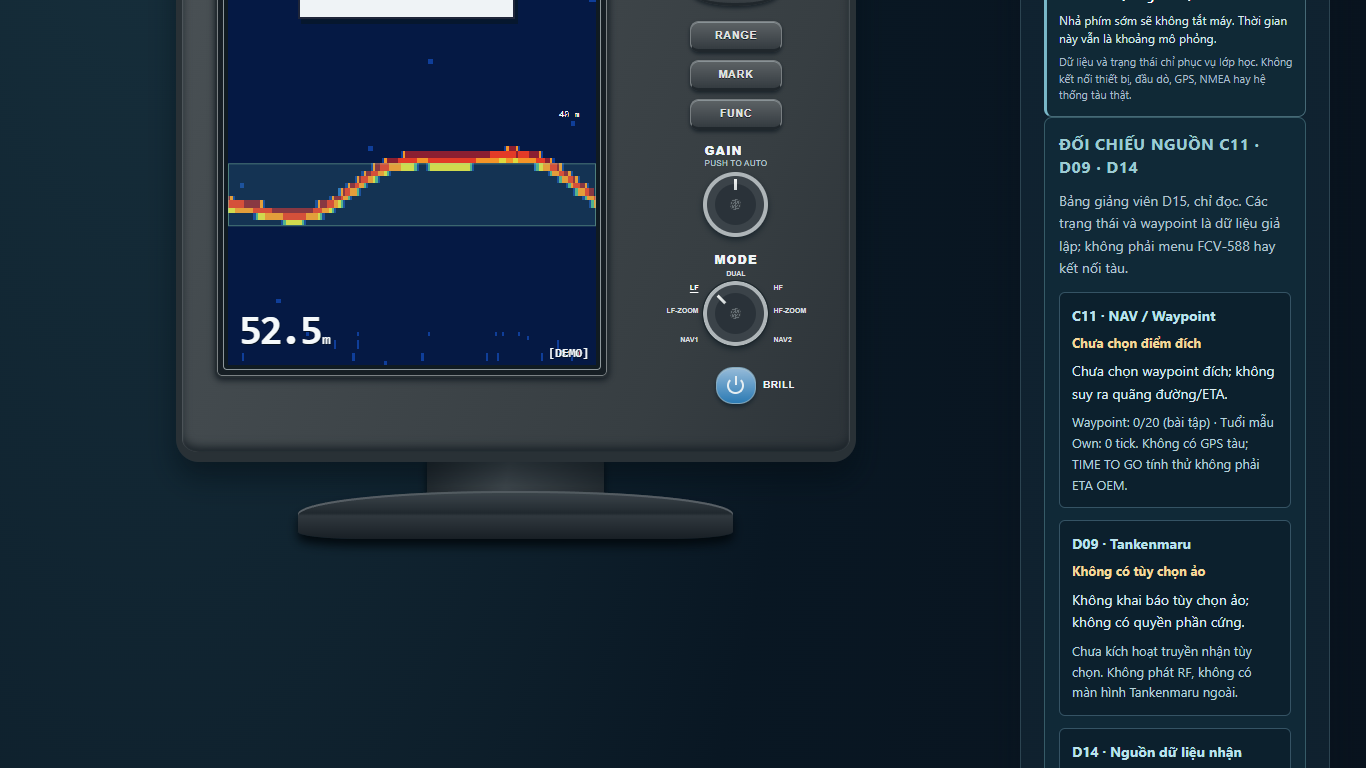 RANGE
MARK
FUNC
40 m
GAIN
PUSH TO AUTO
MODE
DUAL
LF
HF
LF-ZOOM
HF-ZOOM
NAV1
NAV2
BRILL
52.5m
[DEMO]
Nhả phím sớm sẽ không tắt máy. Thời gian
này vẫn là khoảng mô phỏng.
Dữ liệu và trạng thái chỉ phục vụ lớp học. Không
kết nối thiết bị, đầu dò, GPS, NMEA hay hệ
thống tàu thật.
ĐỐI CHIẾU NGUỒN C11 ·
D09 · D14
Bảng giảng viên D15, chỉ đọc. Các
trạng thái và waypoint là dữ liệu giả
lập; không phải menu FCV-588 hay
kết nối tàu.
C11 · NAV / Waypoint
Chưa chọn điểm đích
Chưa chọn waypoint đích; không
suy ra quãng đường/ETA.
Waypoint: 0/20 (bài tập) · Tuổi mẫu
Own: 0 tick. Không có GPS tàu;
TIME TO GO tính thử không phải
ETA OEM.
D09 · Tankenmaru
Không có tùy chọn ảo
Không khai báo tùy chọn ảo;
không có quyền phần cứng.
Chưa kích hoạt truyền nhận tùy
chọn. Không phát RF, không có
màn hình Tankenmaru ngoài.
D14 · Nguồn dữ liệu nhận